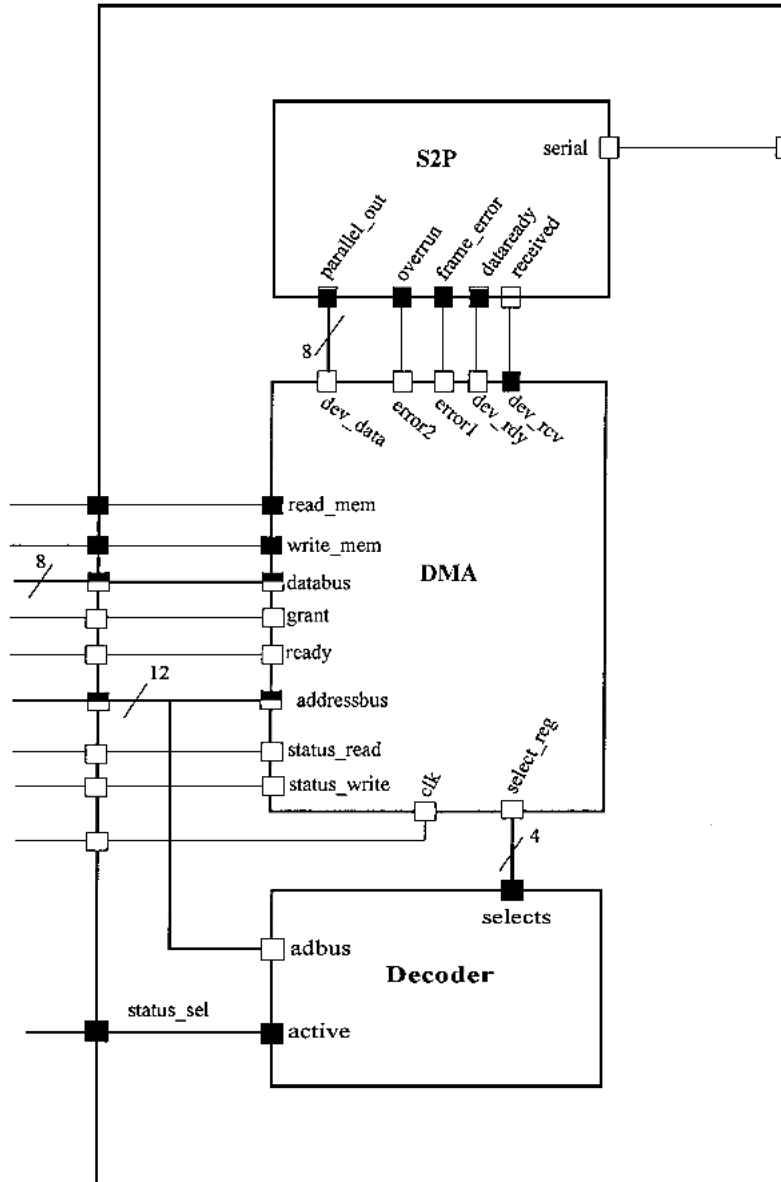 S2P
serial
parallel_out
overrun
frame_error
dataready
received
8
dev_data
error2
error1
dev_rdy
dev_rcv
read_mem
write_mem
8
databus
DMA
grant
ready
12
addressbus
status_read
status_write
clk
select_reg
4
selects
adbus
Decoder
status_sel
active